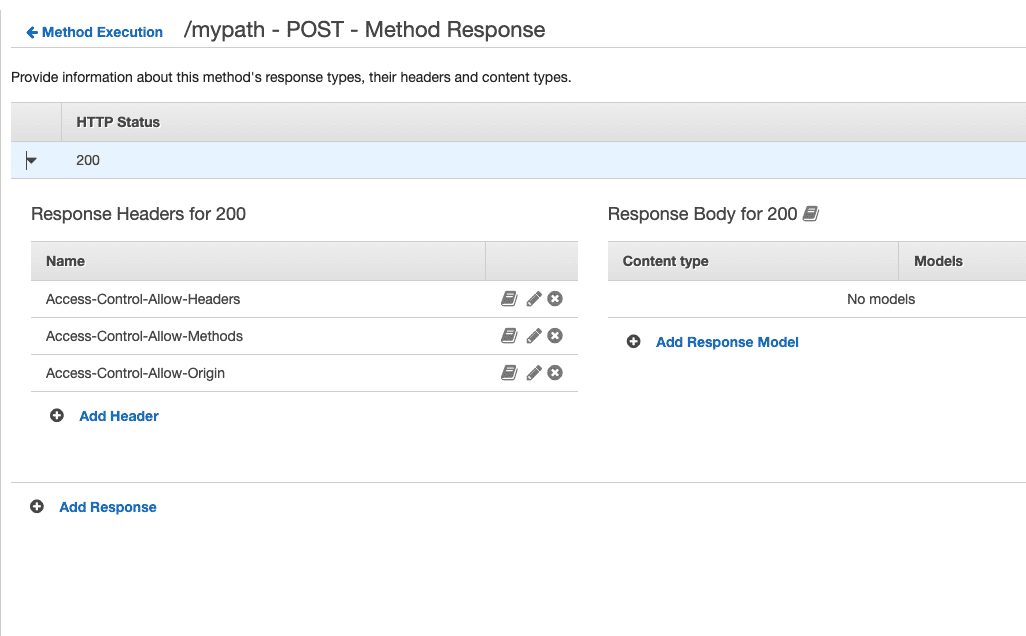 Method Execution /mypath - POST - Method Response
Provide information about this method's response types, their headers and content types.
HTTP Status
200
Response Headers for 200
Name
Access-Control-Allow-Headers
Access-Control-Allow-Methods
Access-Control-Allow-Origin
Add Header
Response Body for 200
Content type Models
No models
Add Response Model
Add Response